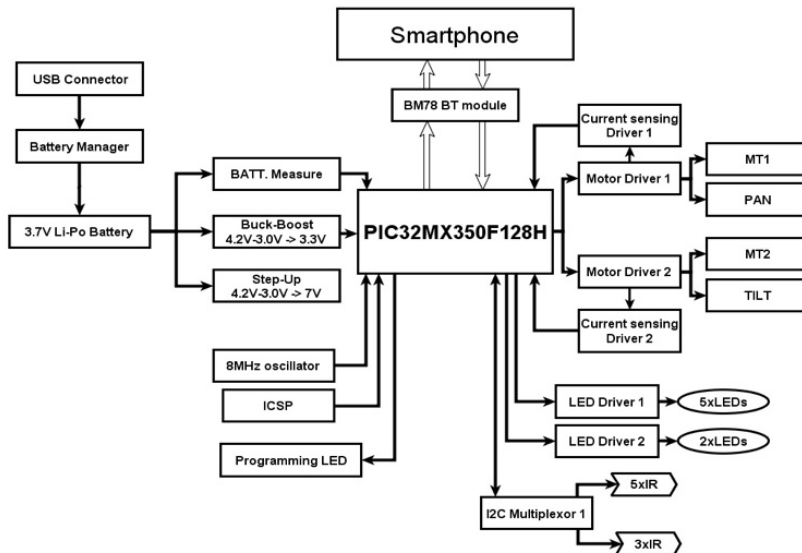 Smartphone
USB Connector
BM78 BT module
Current sensing
Driver 1
Battery Manager
BATT. Measure
Motor Driver 1
MT1
PAN
3.7V Li-Po Battery
Buck-Boost
4.2V-3.0V -> 3.3V
PIC32MX350F128H
Step-Up
4.2V-3.0V -> 7V
Motor Driver 2
MT2
TILT
Current sensing
Driver 2
8MHz oscillator
ICSP
LED Driver 1
5xLEDs
LED Driver 2
2xLEDs
Programming LED
I2C Multiplexor 1
5xIR
3xIR